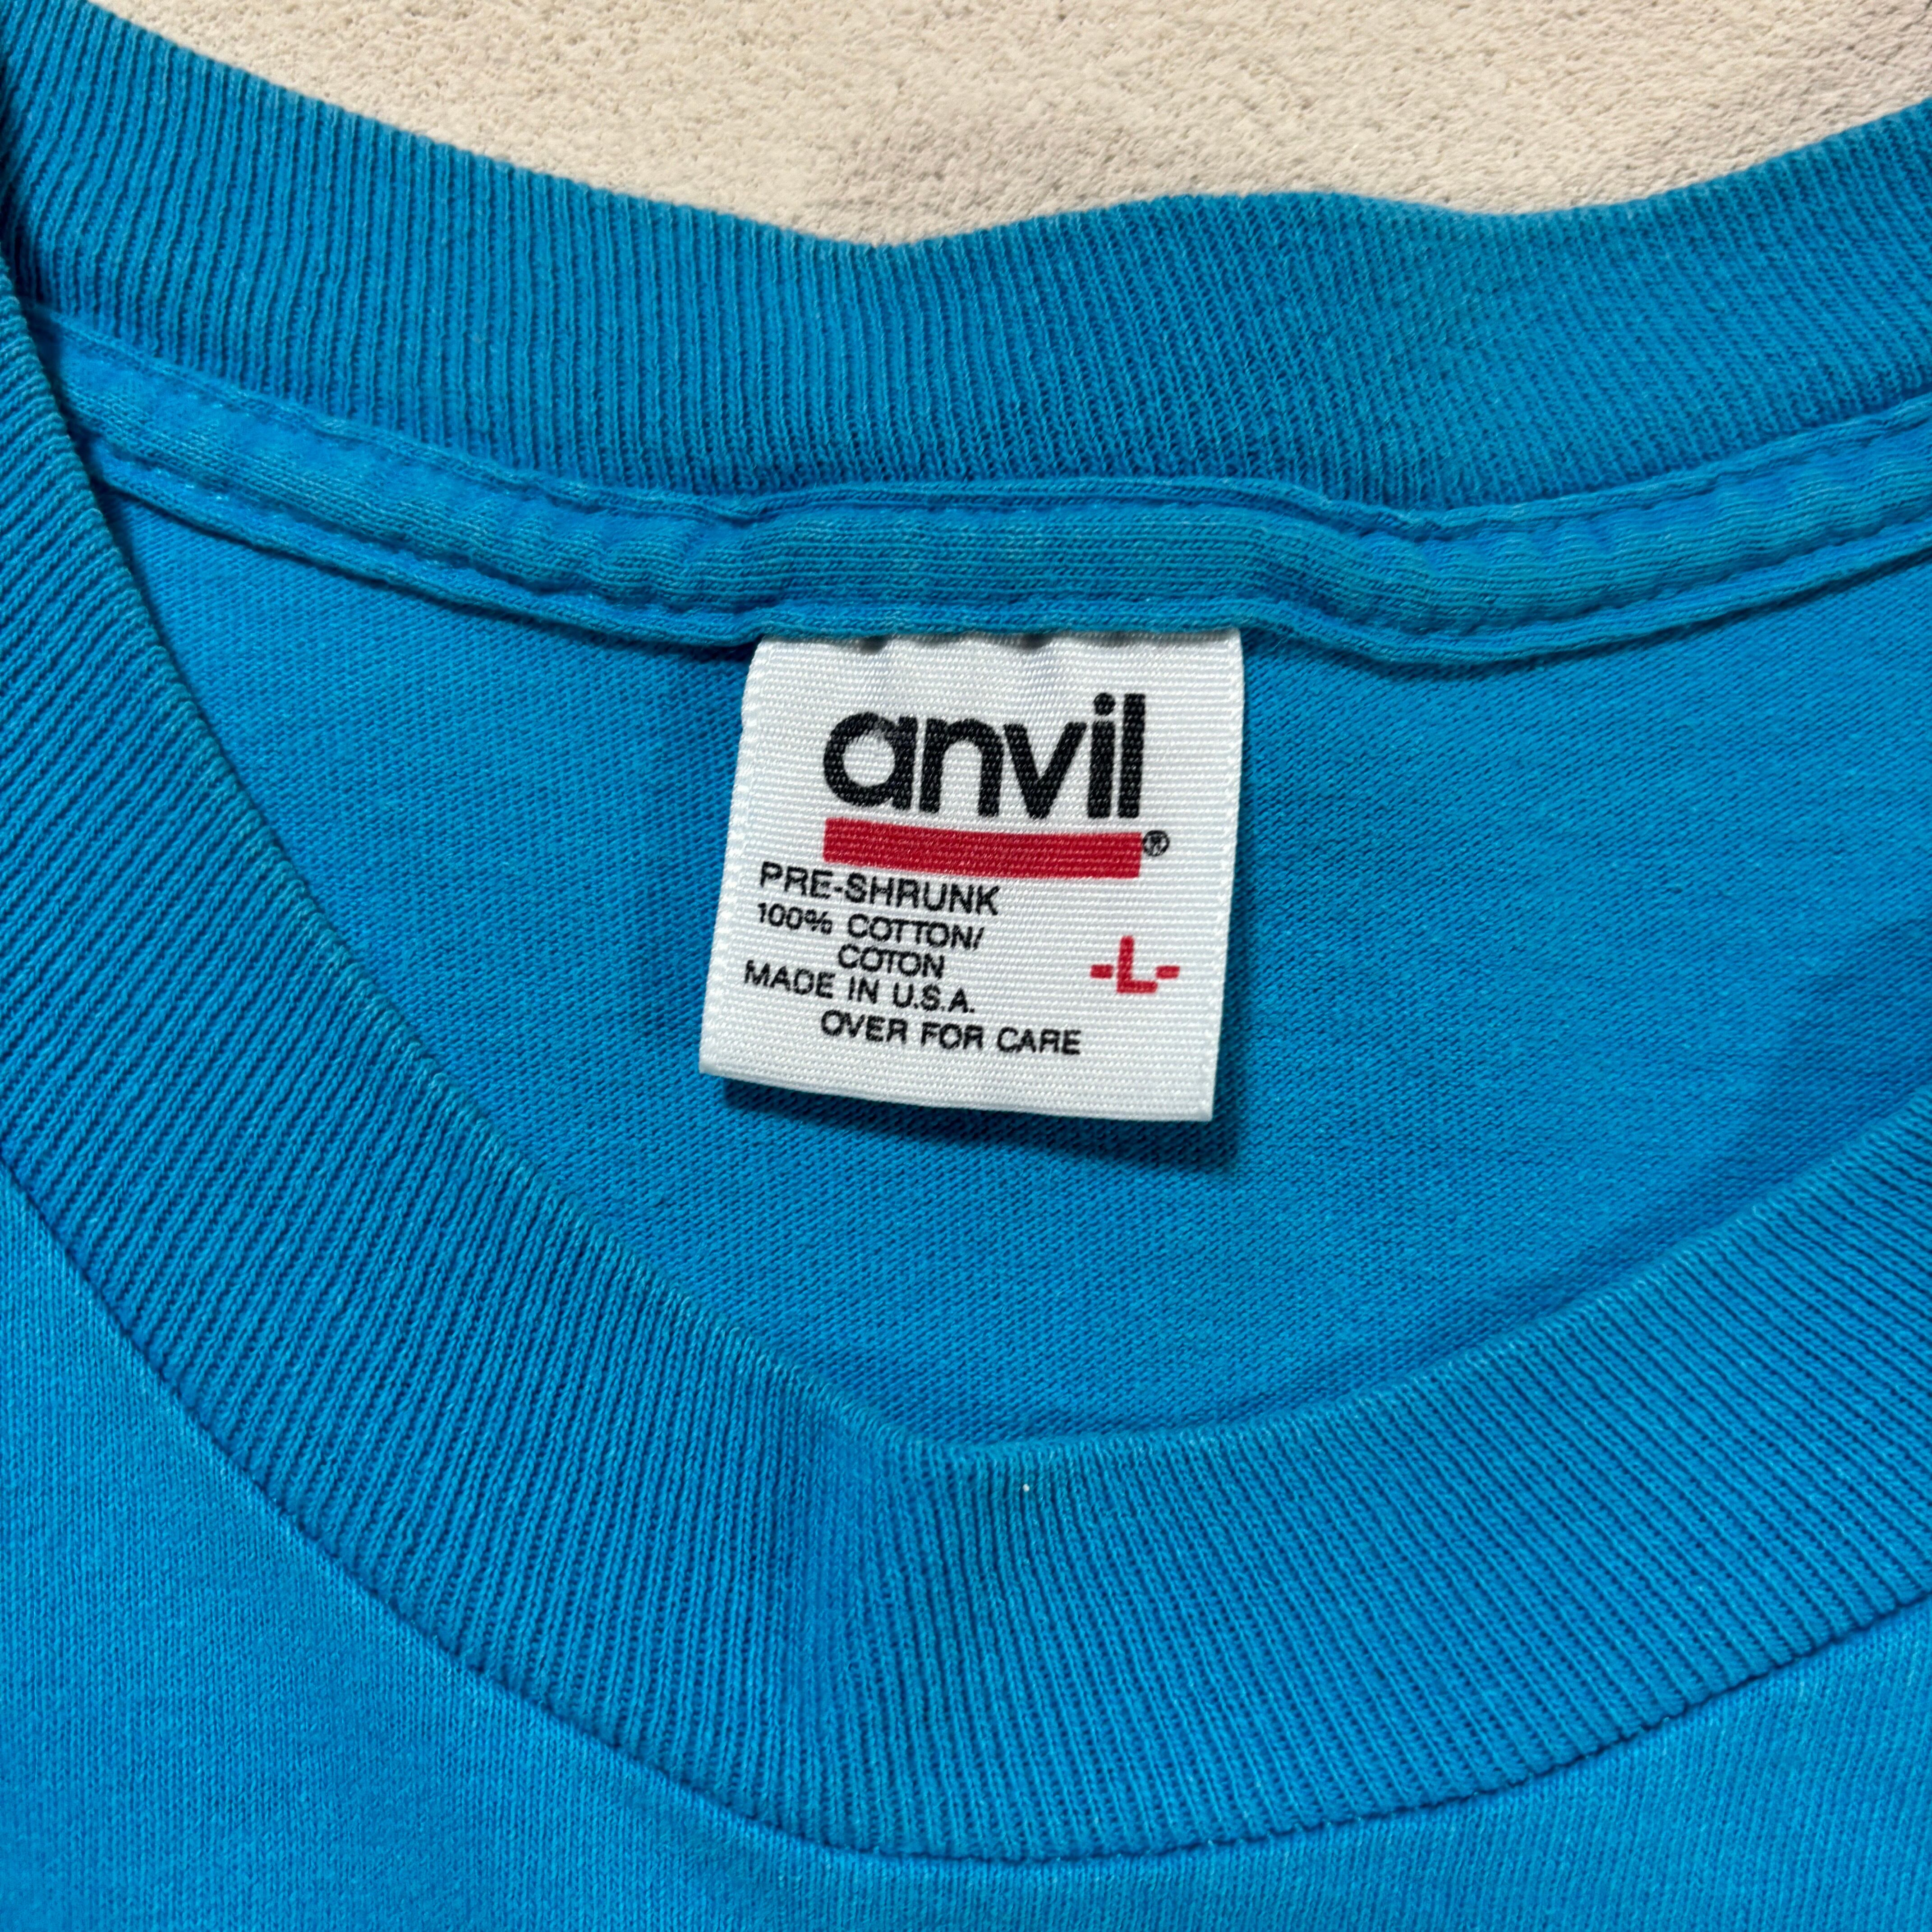 anvil®
PRE-SHRUNK
100% COTTON/
COTON
-L-
MADE IN U.S.A.
OVER FOR CARE